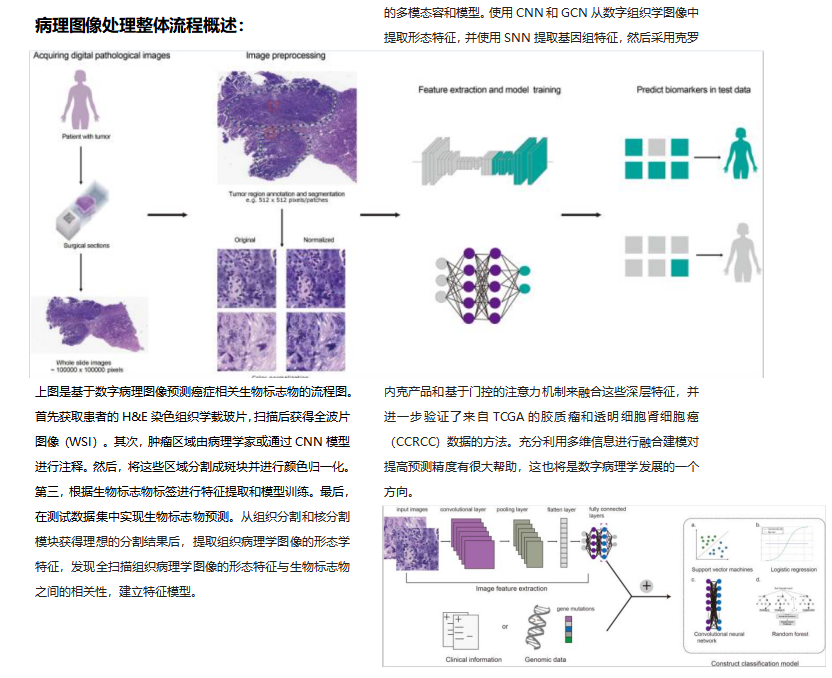 病理图像处理整体流程概述：
的多模态容和模型。使用 CNN 和 GCN 从数字组织学图像中
提取形态特征，并使用 SNN 提取基因组特征，然后采用克罗
Acquiring digital pathological images
Patient with tumor
Surgical sections
Whole slide images
~ 100000 x 100000 pixels
Image preprocessing
Tumor region annotation and segmentation
e.g. 512 x 512 pixels/patches
Original
Normalized
Color normalization
Feature extraction and model training
Predict biomarkers in test data
上图是基于数字病理图像预测癌症相关生物标志物的流程图。
首先获取患者的 H&E 染色组织学载玻片，扫描后获得全波片
图像（WSI）。其次，肿瘤区域由病理学家或通过 CNN 模型
进行注释。然后，将这些区域分割成斑块并进行颜色归一化。
第三，根据生物标志物标签进行特征提取和模型训练。最后，
在测试数据集中实现生物标志物预测。从组织分割和核分割
模块获得理想的分割结果后，提取组织病理学图像的形态学
特征，发现全扫描组织病理学图像的形态特征与生物标志物
之间的相关性，建立特征模型。
内克产品和基于门控的注意力机制来融合这些深层特征，并
进一步验证了来自 TCGA 的胶质瘤和透明细胞肾细胞癌
（CCRCC）数据的方法。充分利用多维信息进行融合建模对
提高预测精度有很大帮助，这也将是数字病理学发展的一个
方向。
input images
convolutional layer
pooling layer
flatten layer
fully connected
layers
Image feature extraction
or
gene mutations
Clinical information
Genomic data
+
a.
Support vector machines
b.
Logistic regression
c.
Convolutional neural
network
d.
Random forest
Construct classification model